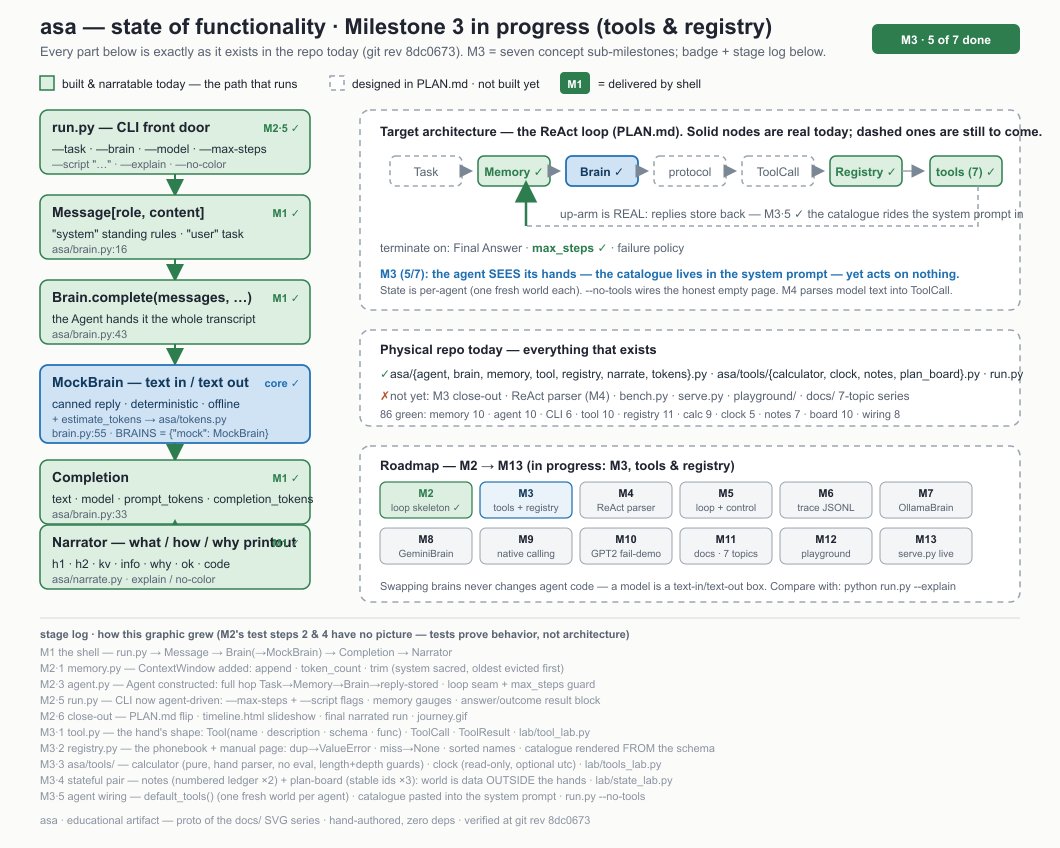 asa — state of functionality · Milestone 3 in progress (tools & registry)
Every part below is exactly as it exists in the repo today (git rev 8dc0673). M3 = seven concept sub-milestones; badge + stage log below.
M3 · 5 of 7 done
built & narratable today — the path that runs
designed in PLAN.md · not built yet
M1 = delivered by shell
run.py — CLI front door M2·5 ✓
—task · —brain · —model · —max-steps
—script "…" · —explain · —no-color
Message[role, content] M1 ✓
"system" standing rules · "user" task
asa/brain.py:16
Brain.complete(messages, …) M1 ✓
the Agent hands it the whole transcript
asa/brain.py:43
MockBrain — text in / text out core ✓
canned reply · deterministic · offline
+ estimate_tokens → asa/tokens.py
brain.py:55 · BRAINS = {"mock": MockBrain}
Completion M1 ✓
text · model · prompt_tokens · completion_tokens
asa/brain.py:33
Narrator — what / how / why printout
h1 · h2 · kv · info · why · ok · code
asa/narrate.py · explain / no-color
Target architecture — the ReAct loop (PLAN.md). Solid nodes are real today; dashed ones are still to come.
Task
Memory ✓
Brain ✓
protocol
ToolCall
Registry ✓
tools (7) ✓
up-arm is REAL: replies store back — M3·5 ✓ the catalogue rides the system prompt in
terminate on: Final Answer · max_steps ✓ · failure policy
M3 (5/7): the agent SEES its hands — the catalogue lives in the system prompt — yet acts on nothing.
State is per-agent (one fresh world each). --no-tools wires the honest empty page. M4 parses model text into ToolCall.
Physical repo today — everything that exists
✓asa/{agent, brain, memory, tool, registry, narrate, tokens}.py · asa/tools/{calculator, clock, notes, plan_board}.py · run.py
✗not yet: M3 close-out · ReAct parser (M4) · bench.py · serve.py · playground/ · docs/ 7-topic series
86 green: memory 10 · agent 10 · CLI 6 · tool 10 · registry 11 · calc 9 · clock 5 · notes 7 · board 10 · wiring 8
Roadmap — M2 → M13 (in progress: M3, tools & registry)
M2
loop skeleton ✓
M3
tools + registry
M4
ReAct parser
M5
loop + control
M6
trace JSONL
M7
OllamaBrain
M8
GeminiBrain
M9
native calling
M10
GPT2 fail-demo
M11
docs · 7 topics
M12
playground
M13
serve.py live
Swapping brains never changes agent code — a model is a text-in/text-out box. Compare with: python run.py --explain
stage log · how this graphic grew (M2's test steps 2 & 4 have no picture — tests prove behavior, not architecture)
M1 the shell — run.py → Message → Brain(→MockBrain) → Completion → Narrator
M2·1 memory.py — ContextWindow added: append · token_count · trim (system sacred, oldest evicted first)
M2·3 agent.py — Agent constructed: full hop Task→Memory→Brain→reply-stored · loop seam + max_steps guard
M2·5 run.py — CLI now agent-driven: —max-steps + —script flags · memory gauges · answer/outcome result block
M2·6 close-out — PLAN.md flip · timeline.html slideshow · final narrated run · journey.gif
M3·1 tool.py — the hand's shape: Tool(name · description · schema · func) · ToolCall · ToolResult · lab/tool_lab.py
M3·2 registry.py — the phonebook + manual page: dup→ValueError · miss→None · sorted names · catalogue rendered FROM the schema
M3·3 asa/tools/ — calculator (pure, hand parser, no eval, length+depth guards) · clock (read-only, optional utc) · lab/tools_lab.py
M3·4 stateful pair — notes (numbered ledger ×2) + plan-board (stable ids ×3): world is data OUTSIDE the hands · lab/state_lab.py
M3·5 agent wiring — default_tools() (one fresh world per agent) · catalogue pasted into the system prompt · run.py --no-tools
asa · educational artifact — proto of the docs/ SVG series · hand-authored, zero deps · verified at git rev 8dc0673